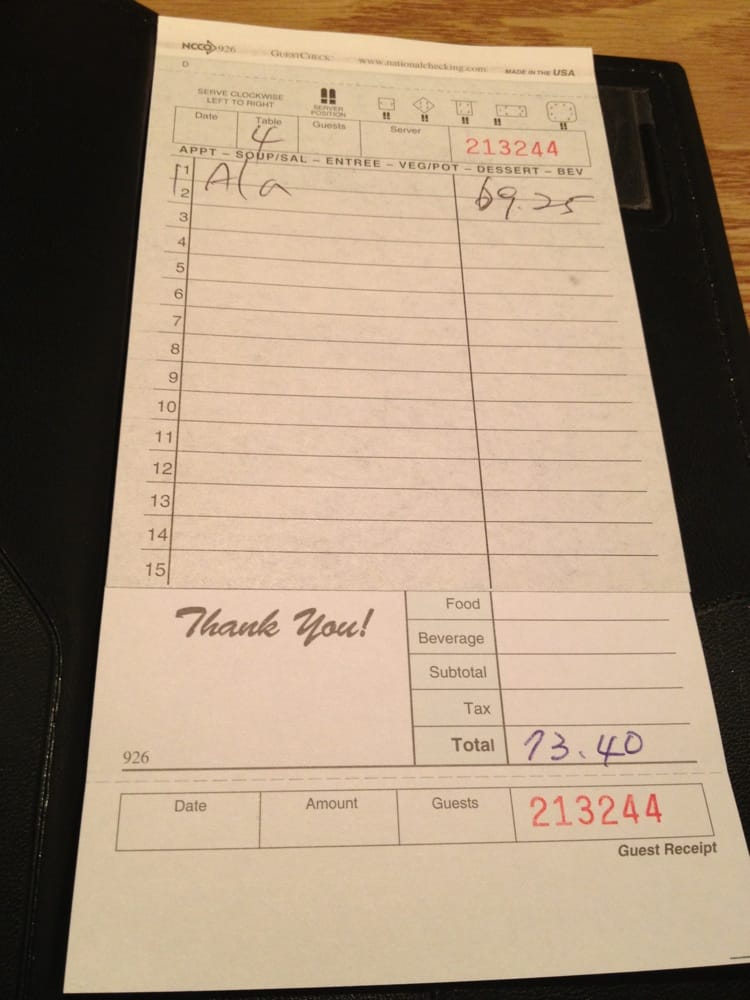 NCCO 926 GUESTCHECK www.nationalchecking.com MADE IN THE USA
D
SERVE CLOCKWISE
LEFT TO RIGHT
SERVER
POSITION
Date Table Guests Server
4 213244
APPT – SOUP/SAL – ENTREE – VEG/POT – DESSERT – BEV
1
2 Ala 69.25
3
4
5
6
7
8
9
10
11
12
13
14
15
Thank You!
Food
Beverage
Subtotal
Tax
Total 73.40
926
Date Amount Guests 213244
Guest Receipt